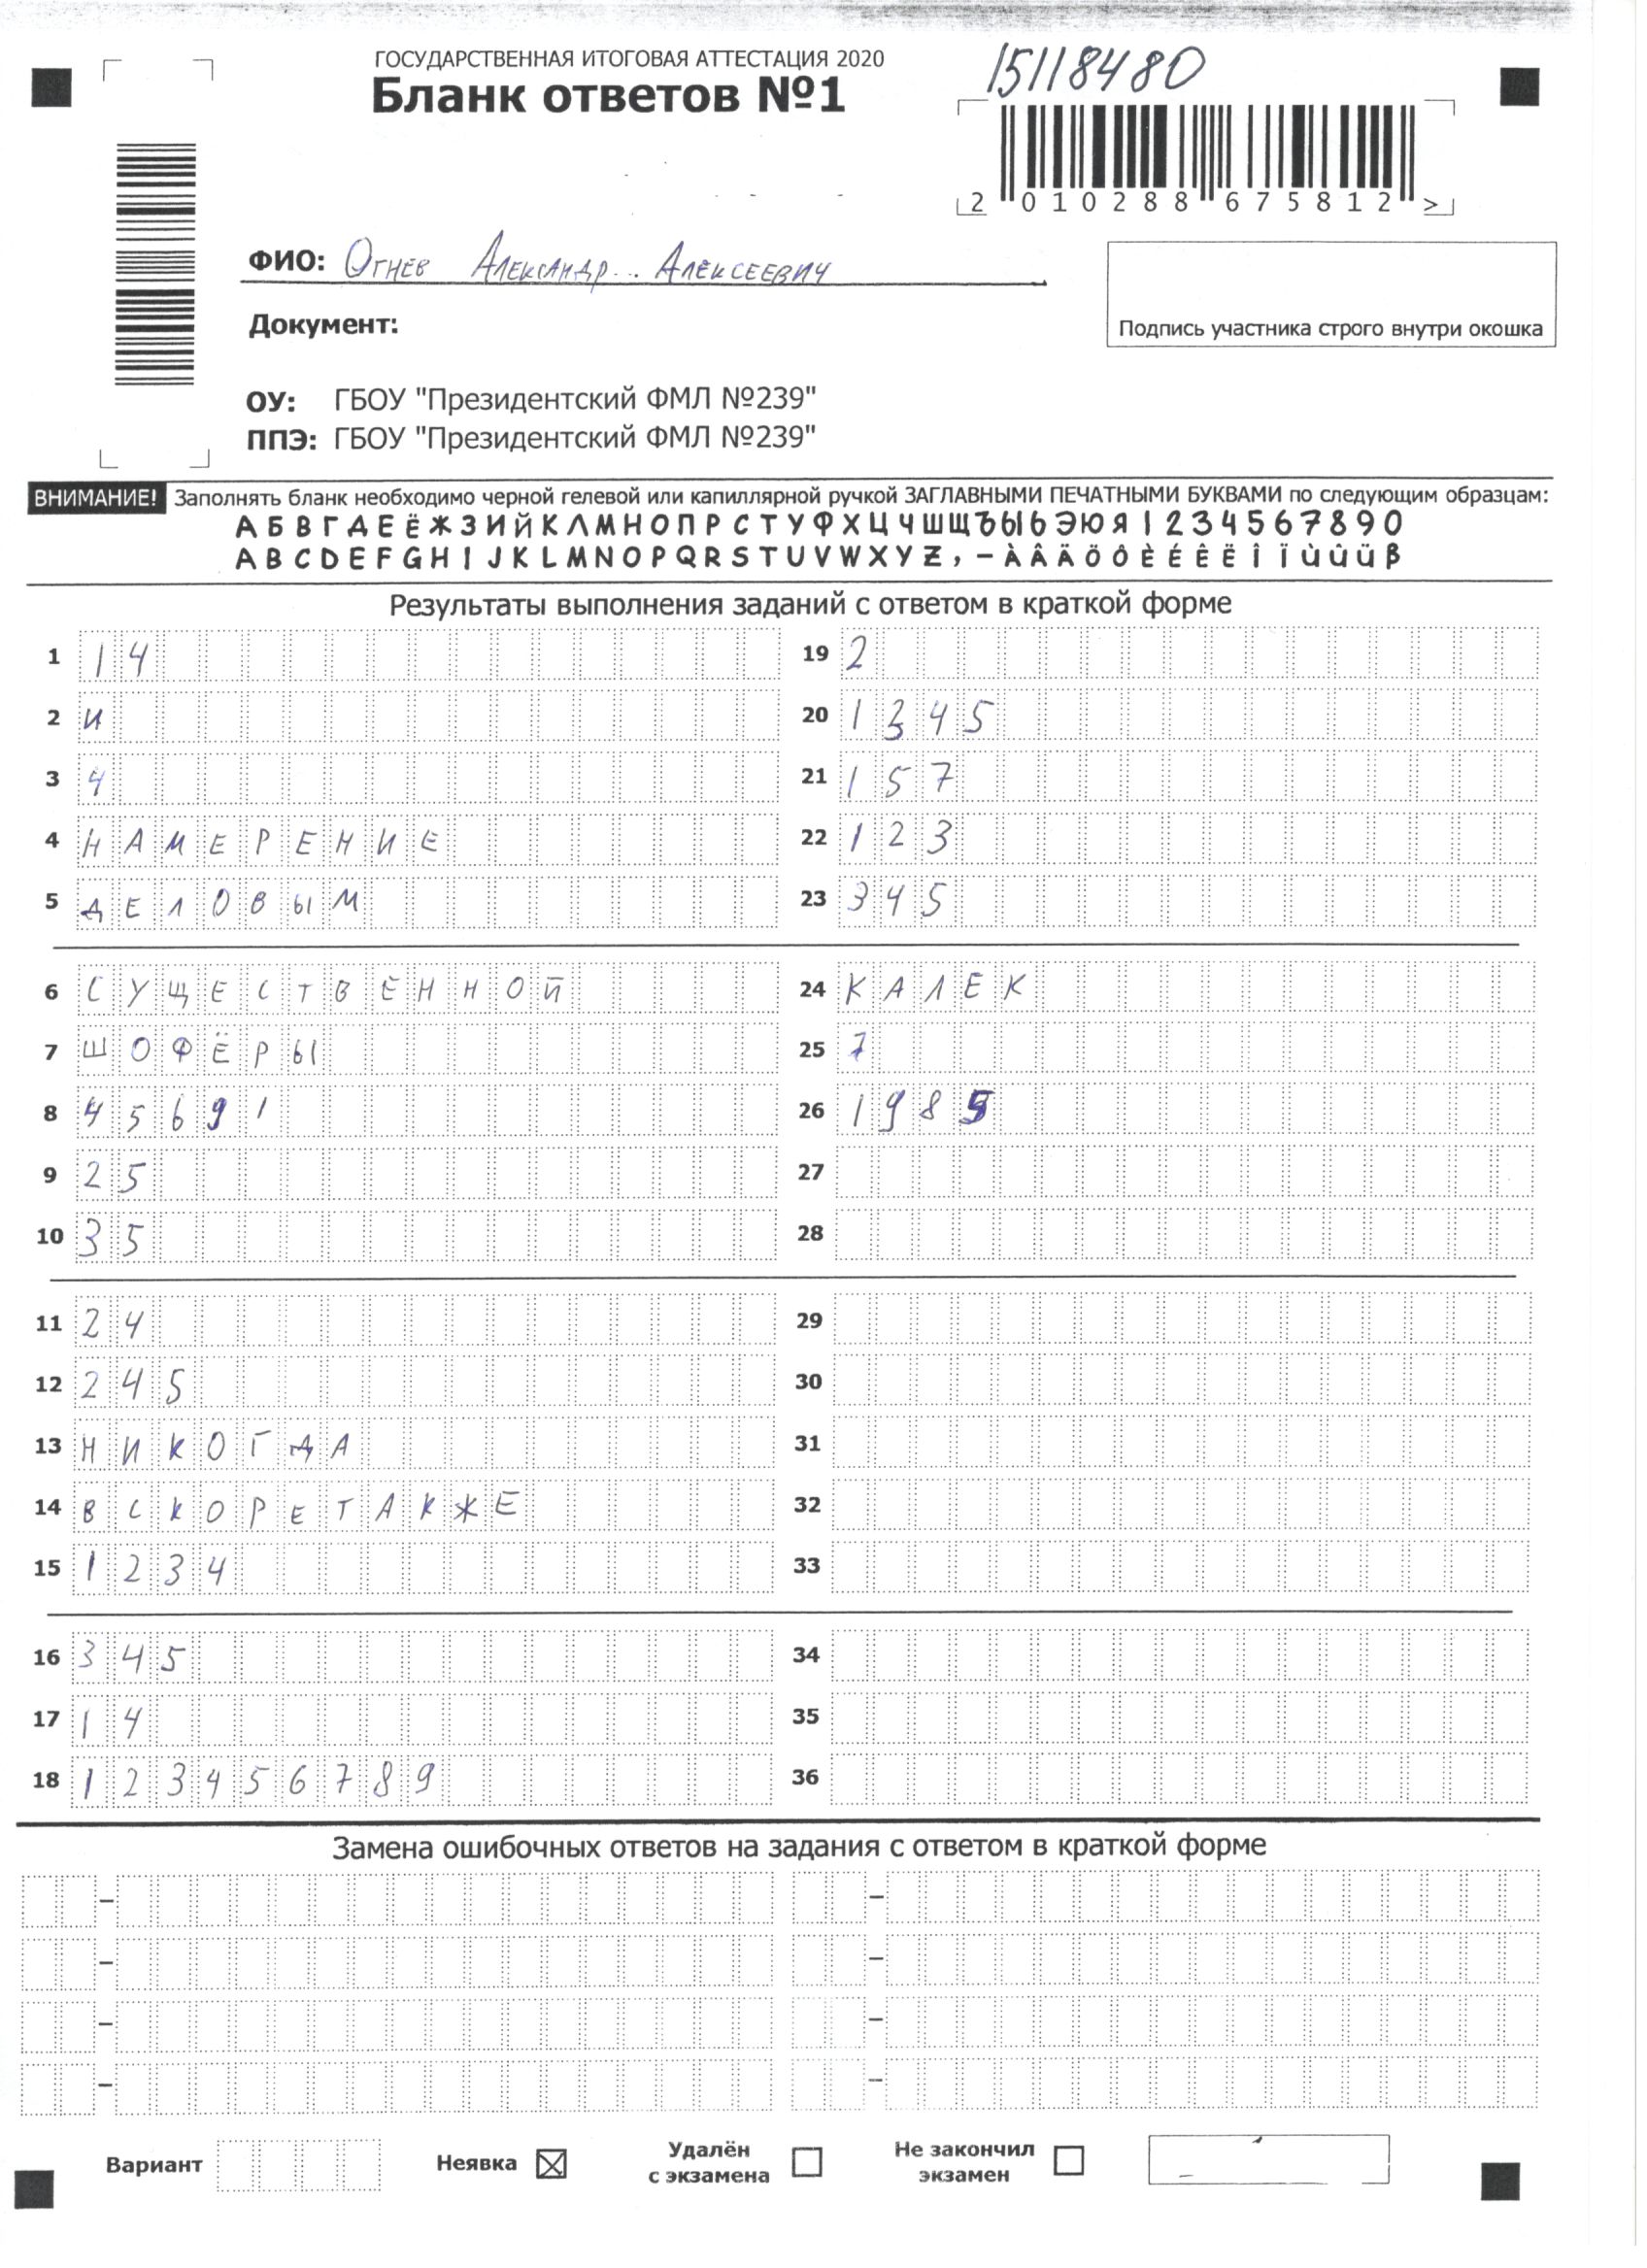 ГОСУДАРСТВЕННАЯ ИТОГОВАЯ АТТЕСТАЦИЯ 2020
15118480
Бланк ответов №1
2 010288 675812 >
ФИО: Огнев Александр Алексеевич
Подпись участника строго внутри окошка
Документ:
ОУ: ГБОУ "Президентский ФМЛ №239"
ППЭ: ГБОУ "Президентский ФМЛ №239"
ВНИМАНИЕ! Заполнять бланк необходимо черной гелевой или капиллярной ручкой ЗАГЛАВНЫМИ ПЕЧАТНЫМИ БУКВАМИ по следующим образцам:
А Б В Г Д Е Ё Ж З И Й К Л М Н О П Р С Т У Ф Х Ц Ч Ш Щ Ъ Ы Ь Э Ю Я 1 2 3 4 5 6 7 8 9 0
A B C D E F G H I J K L M N O P Q R S T U V W X Y Z , - À Â Ä Ö Ô È É Ê Ë Î Ï Ù Û Ü β
Результаты выполнения заданий с ответом в краткой форме
1 14
2 И
3 4
4 НАМЕРЕНИЕ
5 ДЕЛОВЫМ
6 СУЩЕСТВЕННОЙ
7 ШОФЁРЫ
8 45691
9 25
10 35
11 24
12 245
13 НИКОГДА
14 ВСКОРЕТАКЖЕ
15 1234
16 345
17 14
18 123456789
19 2
20 1345
21 157
22 123
23 345
24 КАЛЕК
25 7
26 1985
27
28
29
30
31
32
33
34
35
36
Замена ошибочных ответов на задания с ответом в краткой форме
Вариант
Неявка
Удалён с экзамена
Не закончил экзамен